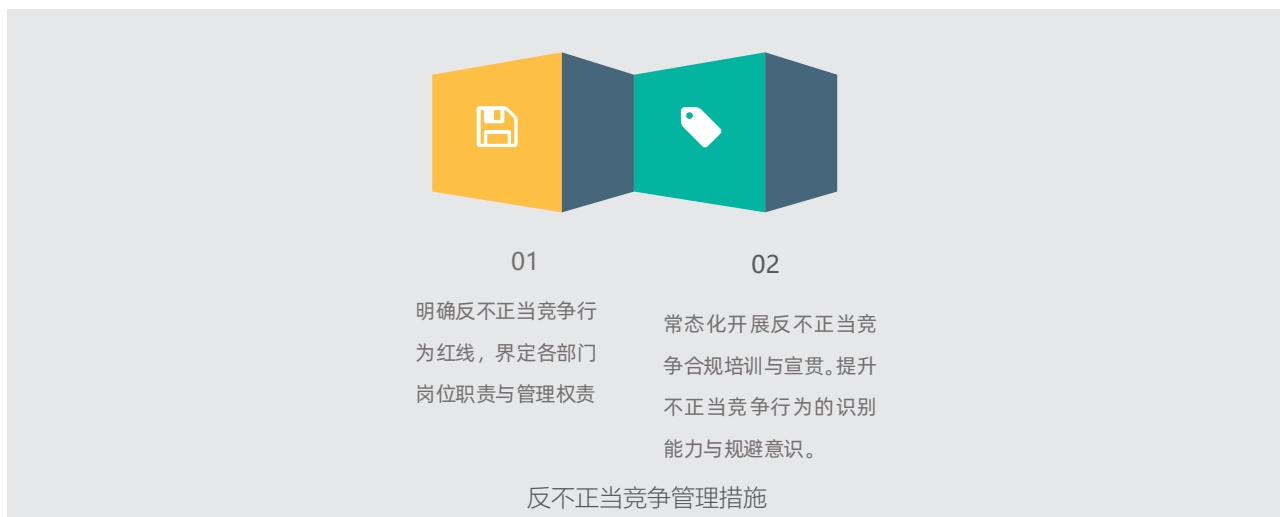 01
明确反不正当竞争行
为红线，界定各部门
岗位职责与管理权责
02
常态化开展反不正当竞
争合规培训与宣贯。提升
不正当竞争行为的识别
能力与规避意识。
反不正当竞争管理措施